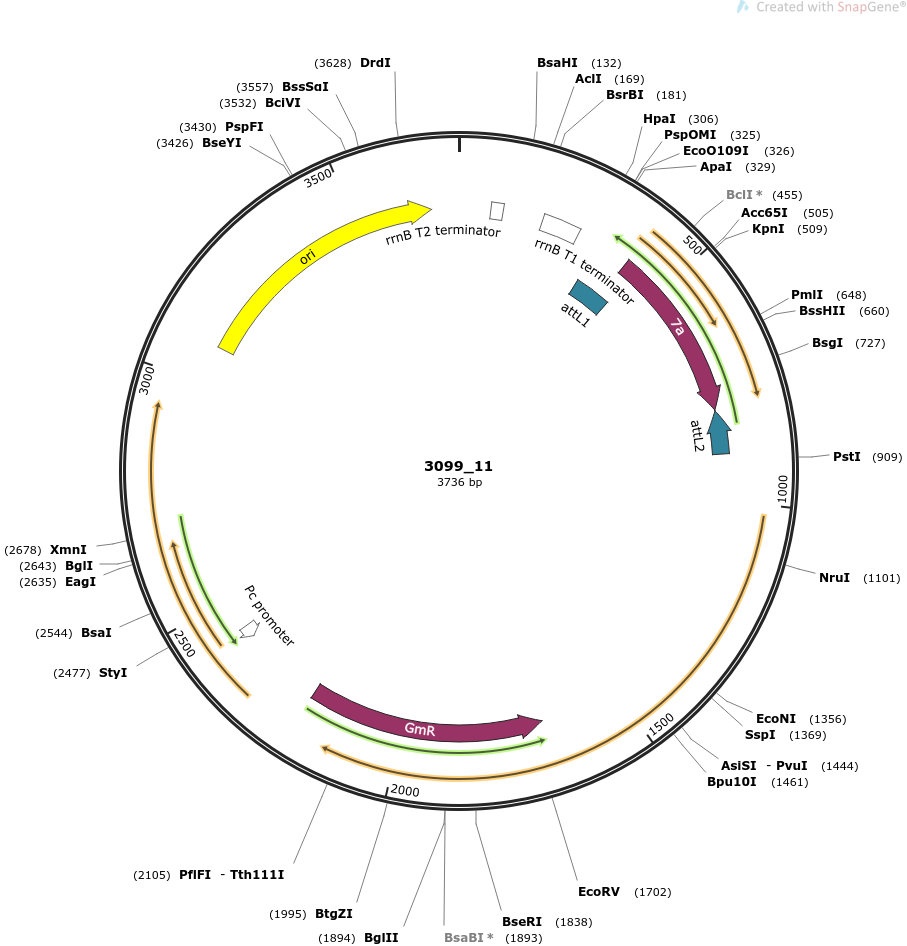 Created with SnapGene®
(3628) DrdI
(3557) BssSαI
(3532) BciVI
(3430) PspFI
(3426) BseYI
BsaHI (132)
AclI (169)
BsrBI (181)
HpaI (306)
PspOMI (325)
EcoO109I (326)
ApaI (329)
BclI * (455)
Acc65I (505)
KpnI (509)
PmlI (648)
BssHII (660)
BsgI (727)
PstI (909)
NruI (1101)
EcoNI (1356)
SspI (1369)
AsiSI - PvuI (1444)
Bpu10I (1461)
EcoRV (1702)
BseRI (1838)
BsaBI * (1893)
(1894) BglII
(1995) BtgZI
(2105) PflFI - Tth111I
(2477) StyI
(2544) BsaI
(2635) EagI
(2643) BglI
(2678) XmnI
500
1000
1500
2000
2500
3000
3500
ori
rrnB T2 terminator
rrnB T1 terminator
attL1
7a
attL2
GmR
Pc promoter
3099_11
3736 bp